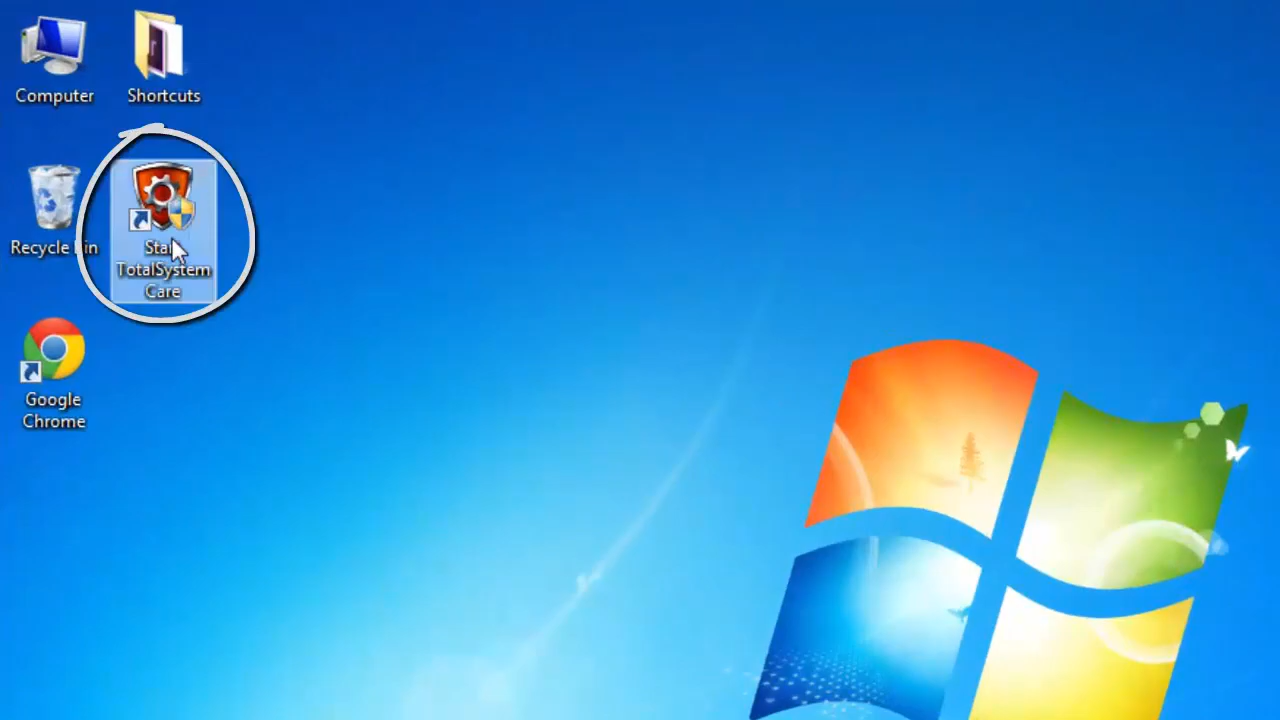 Computer
Shortcuts
Recycle Bin
Start
TotalSystem
Care
Google
Chrome